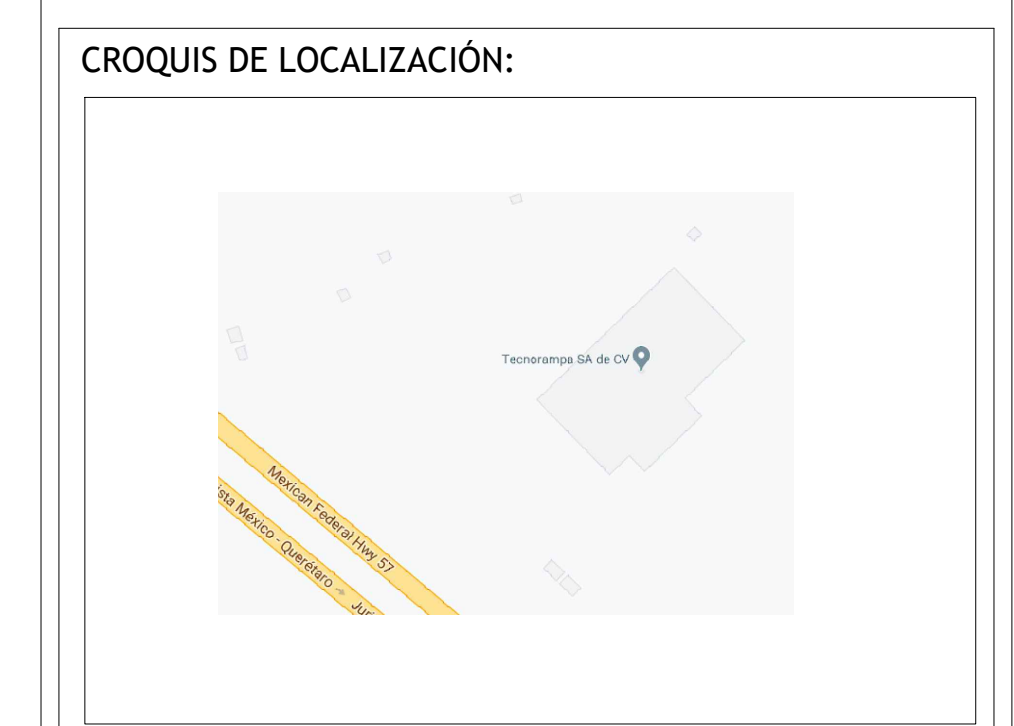 CROQUIS DE LOCALIZACIÓN:
Tecnorampa SA de CV
Mexican Federal Hwy 57
ista México - Querétaro